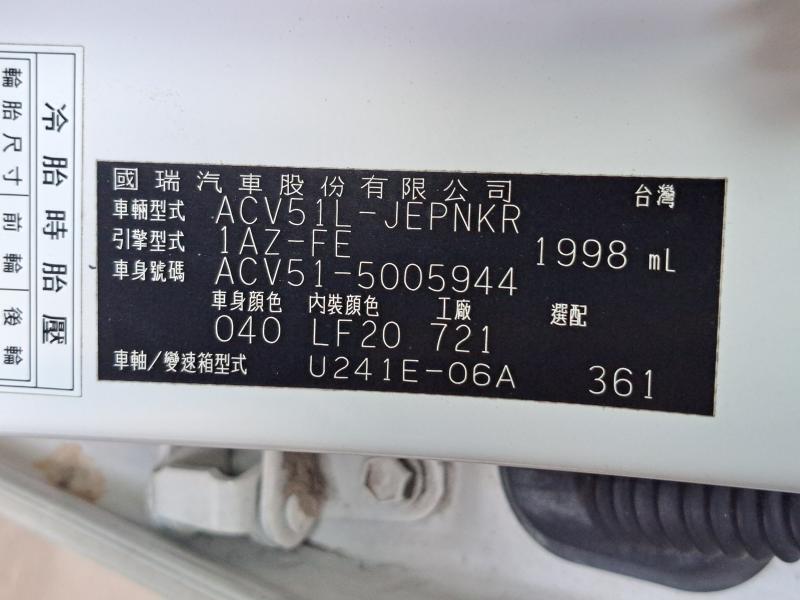 國瑞汽車股份有限公司 台灣
車輛型式 ACV51L-JEPNKR
引擎型式 1AZ-FE 1998 mL
車身號碼 ACV51-5005944
車身顏色 內裝顏色 工廠 選配
040 LF20 721
車軸/變速箱型式 U241E-06A 361
冷胎時胎壓
輪胎尺寸 前輪 後輪